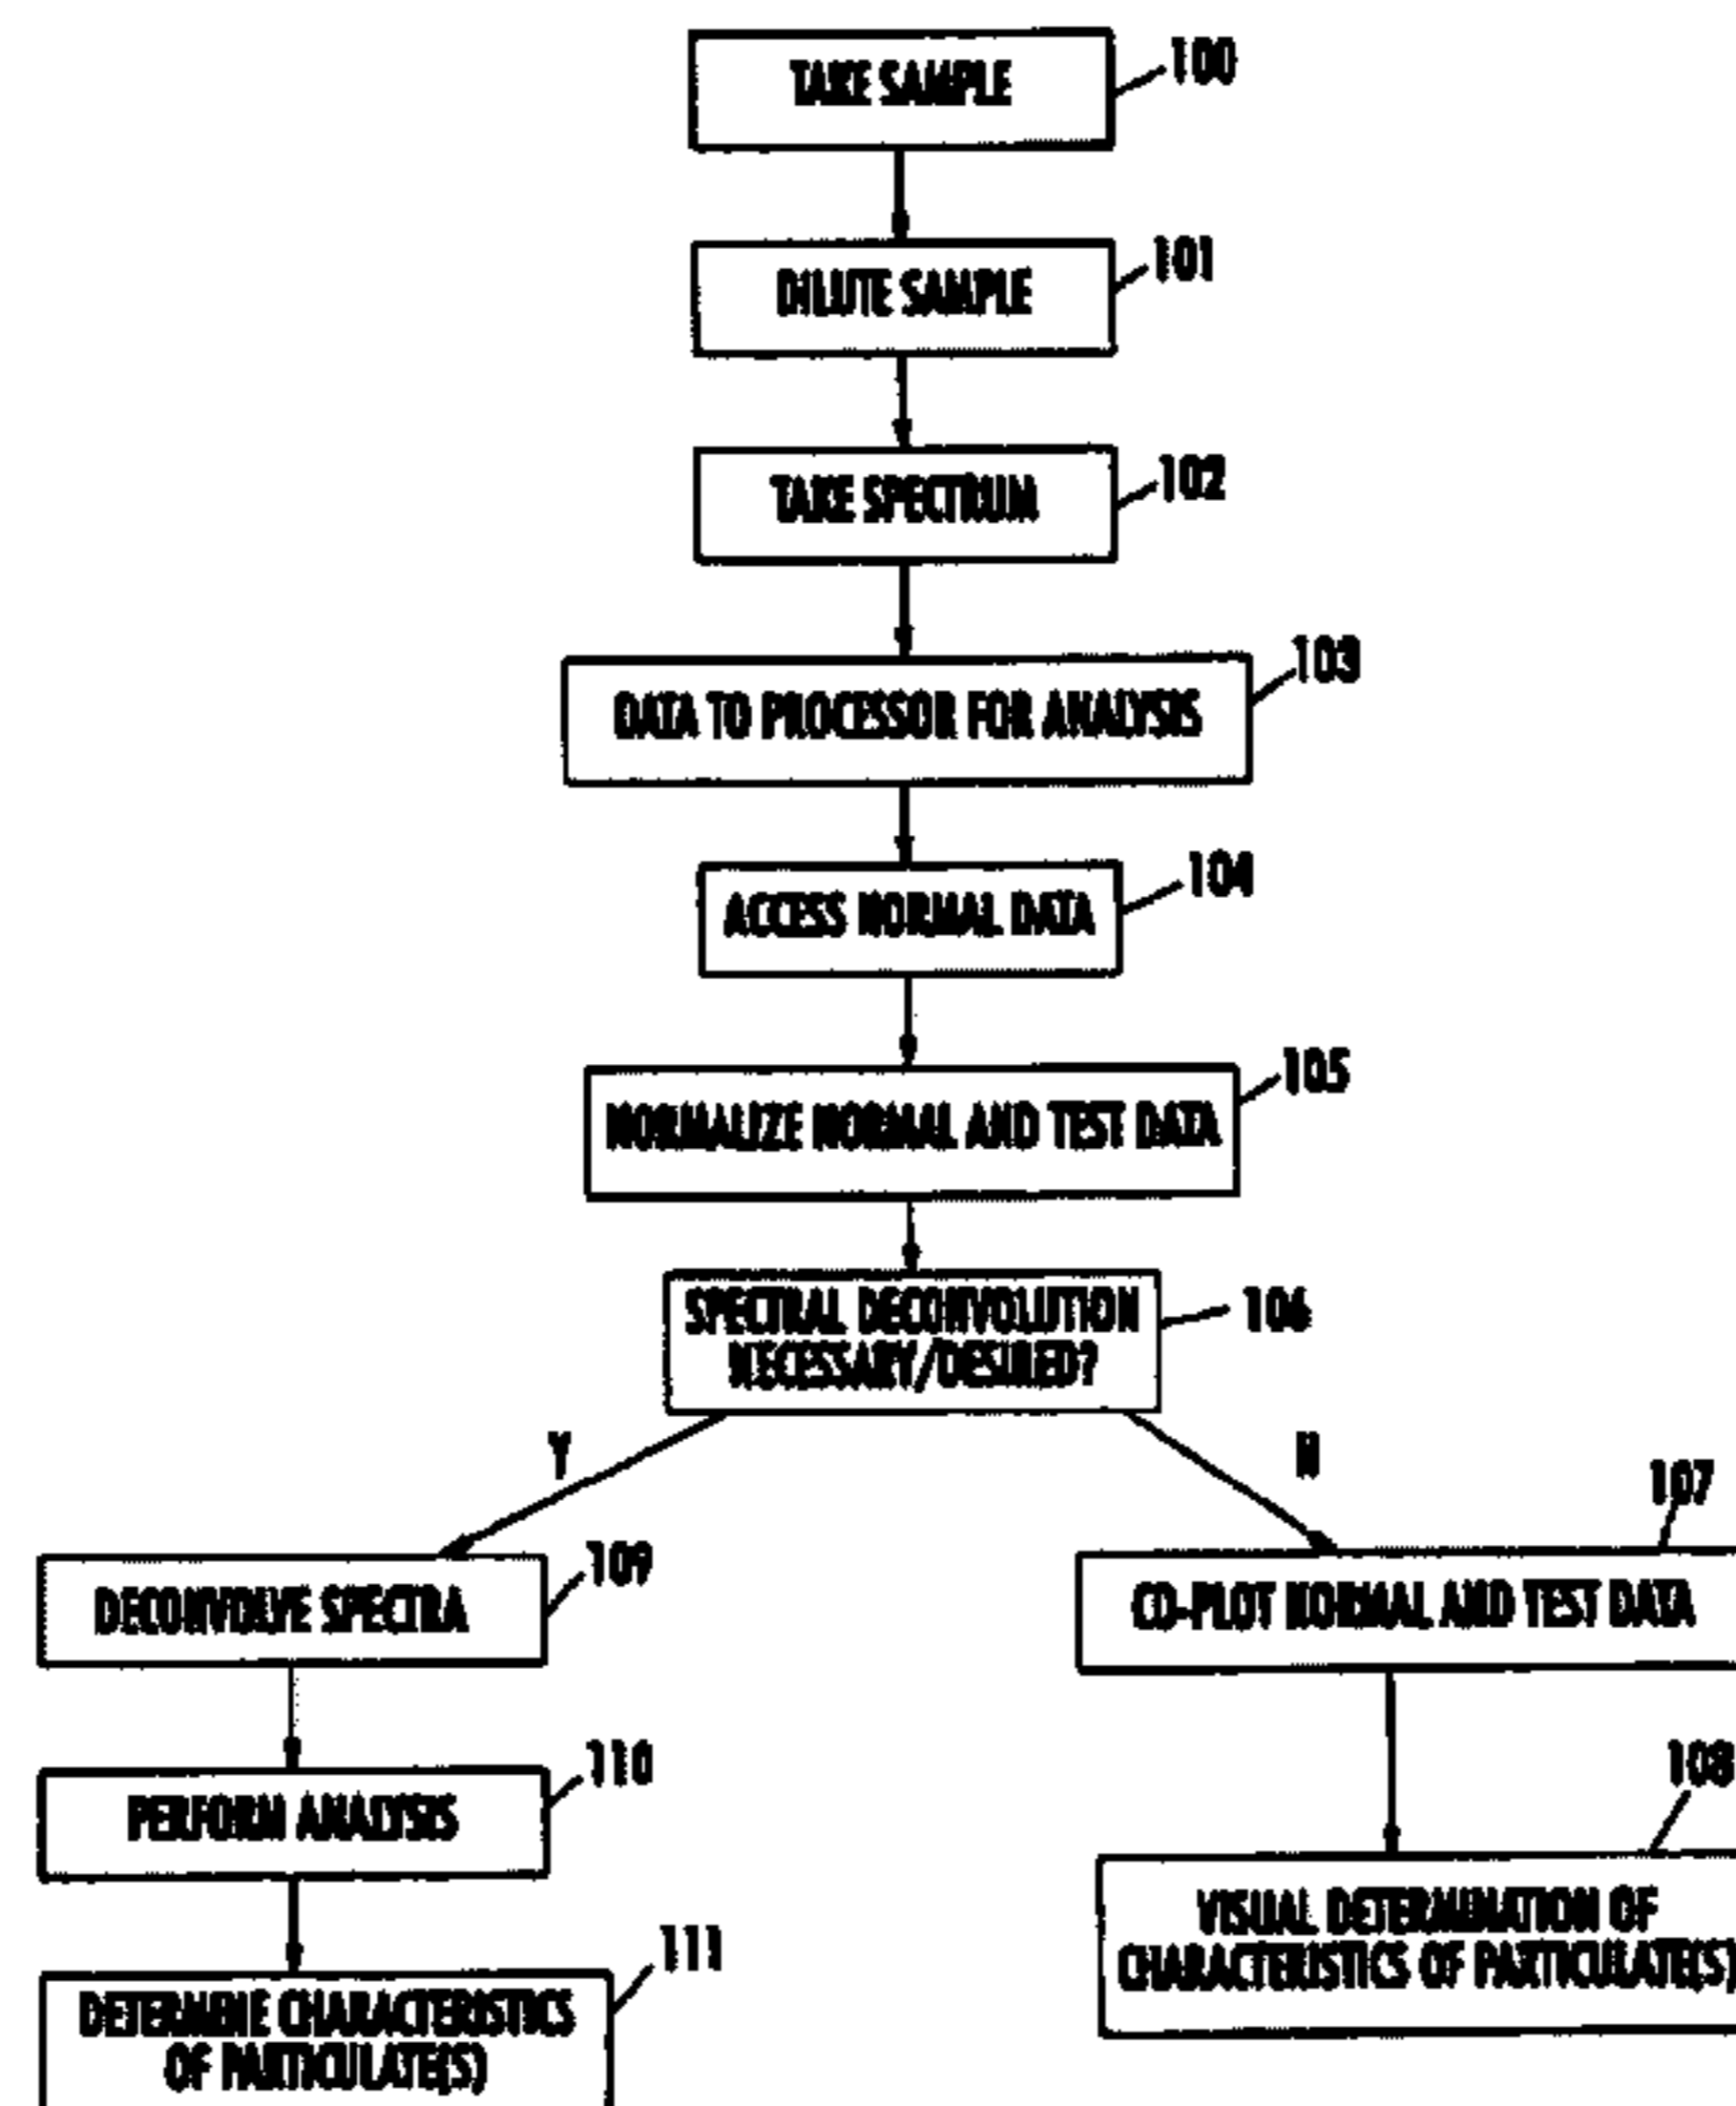 TAKE SAMPLE
100
DILUTE SAMPLE
101
TAKE SPECTRUM
102
DATA TO PROCESSOR FOR ANALYSIS
103
ACCESS NORMAL DATA
104
NORMALIZE NORMAL AND TEST DATA
105
SPECTRAL DECONVOLUTION
NECESSARY/DESIRED?
106
Y
N
DECONVOLVE SPECTRA
109
CO-PLOT NORMAL AND TEST DATA
107
PERFORM ANALYSIS
110
VISUAL DETERMINATION OF
CHARACTERISTICS OF PARTICULATE(S)
108
DETERMINE CHARACTERISTICS
OF PARTICULATE(S)
111